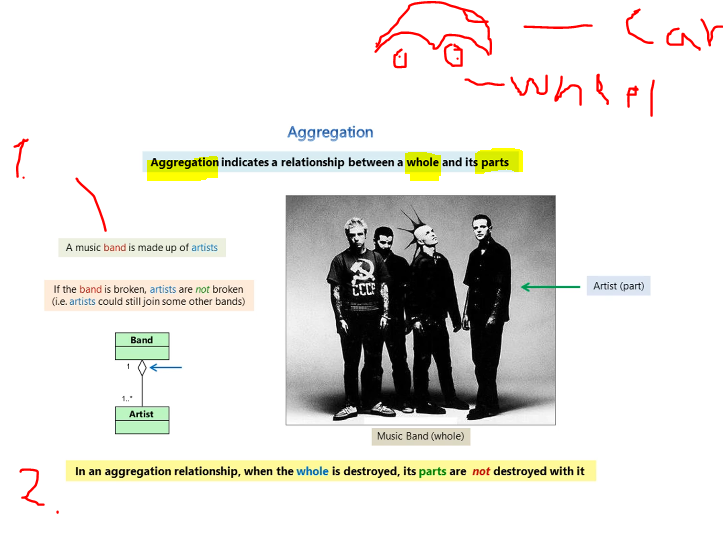 Car
Wheel
Aggregation
1.
Aggregation indicates a relationship between a whole and its parts
A music band is made up of artists
If the band is broken, artists are not broken
(i.e. artists could still join some other bands)
CCCP
Artist (part)
Band
1
1..*
Artist
Music Band (whole)
In an aggregation relationship, when the whole is destroyed, its parts are not destroyed with it
2.